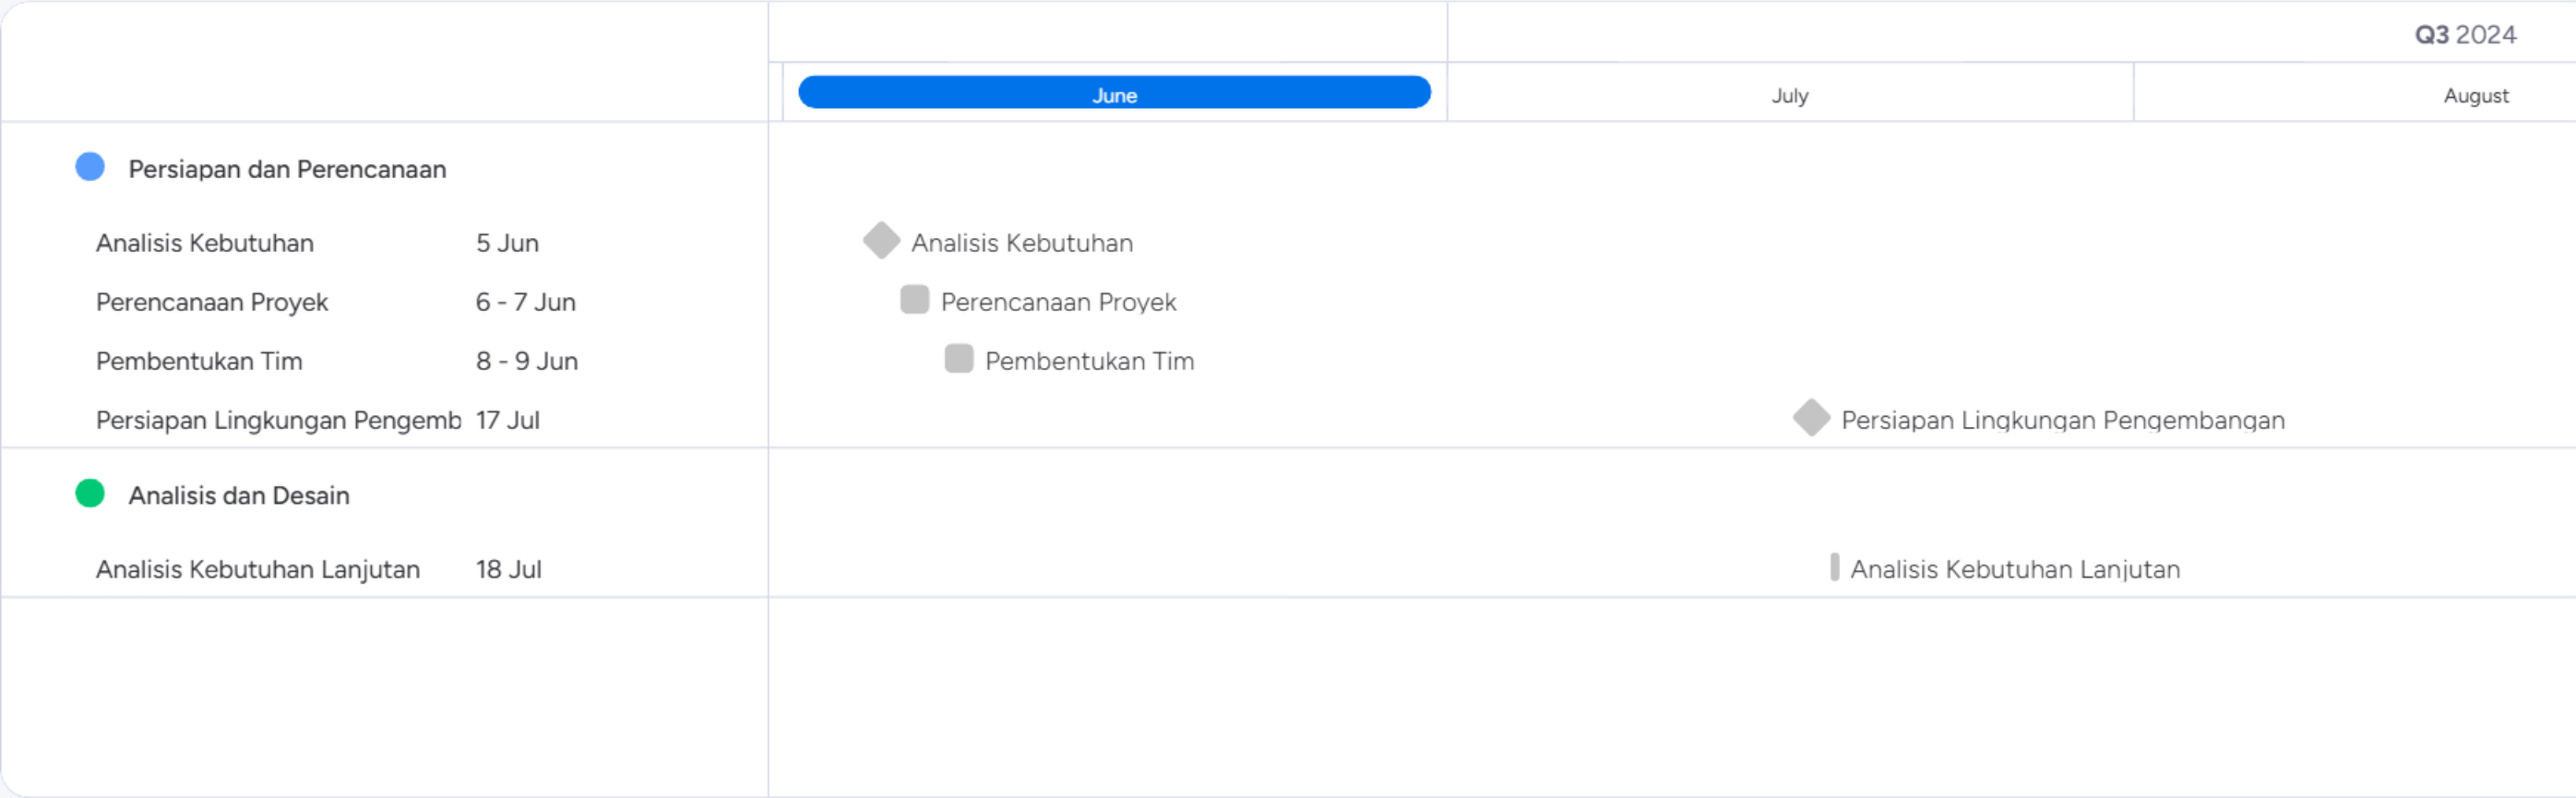 Q3 2024
June
July
August
Persiapan dan Perencanaan
Analisis Kebutuhan 5 Jun Analisis Kebutuhan
Perencanaan Proyek 6 - 7 Jun Perencanaan Proyek
Pembentukan Tim 8 - 9 Jun Pembentukan Tim
Persiapan Lingkungan Pengemb 17 Jul Persiapan Lingkungan Pengembangan
Analisis dan Desain
Analisis Kebutuhan Lanjutan 18 Jul Analisis Kebutuhan Lanjutan